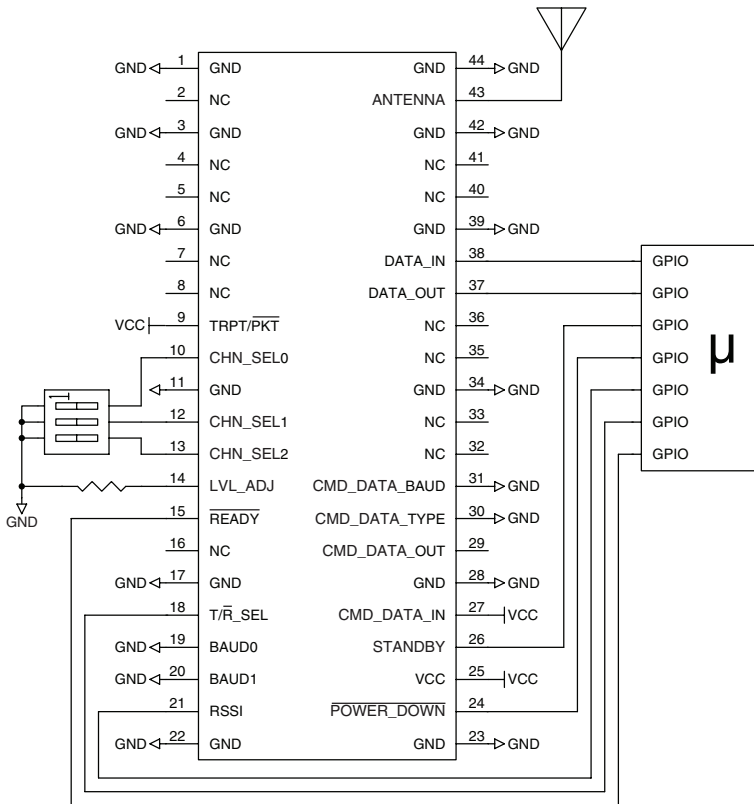 GND 1 GND GND 44 GND
2 NC ANTENNA 43
GND 3 GND GND 42 GND
4 NC NC 41
5 NC NC 40
GND 6 GND GND 39 GND
7 NC DATA_IN 38 GPIO
8 NC DATA_OUT 37 GPIO
VCC 9 TRPT/PKT NC 36 GPIO
10 CHN_SEL0 NC 35 GPIO
µ
1
11 GND GND 34 GND GPIO
12 CHN_SEL1 NC 33 GPIO
13 CHN_SEL2 NC 32 GPIO
14 LVL_ADJ CMD_DATA_BAUD 31 GND
GND 15 READY CMD_DATA_TYPE 30 GND
16 NC CMD_DATA_OUT 29
GND 17 GND GND 28 GND
18 T/R_SEL CMD_DATA_IN 27 VCC
GND 19 BAUD0 STANDBY 26
GND 20 BAUD1 VCC 25 VCC
21 RSSI POWER_DOWN 24
GND 22 GND GND 23 GND